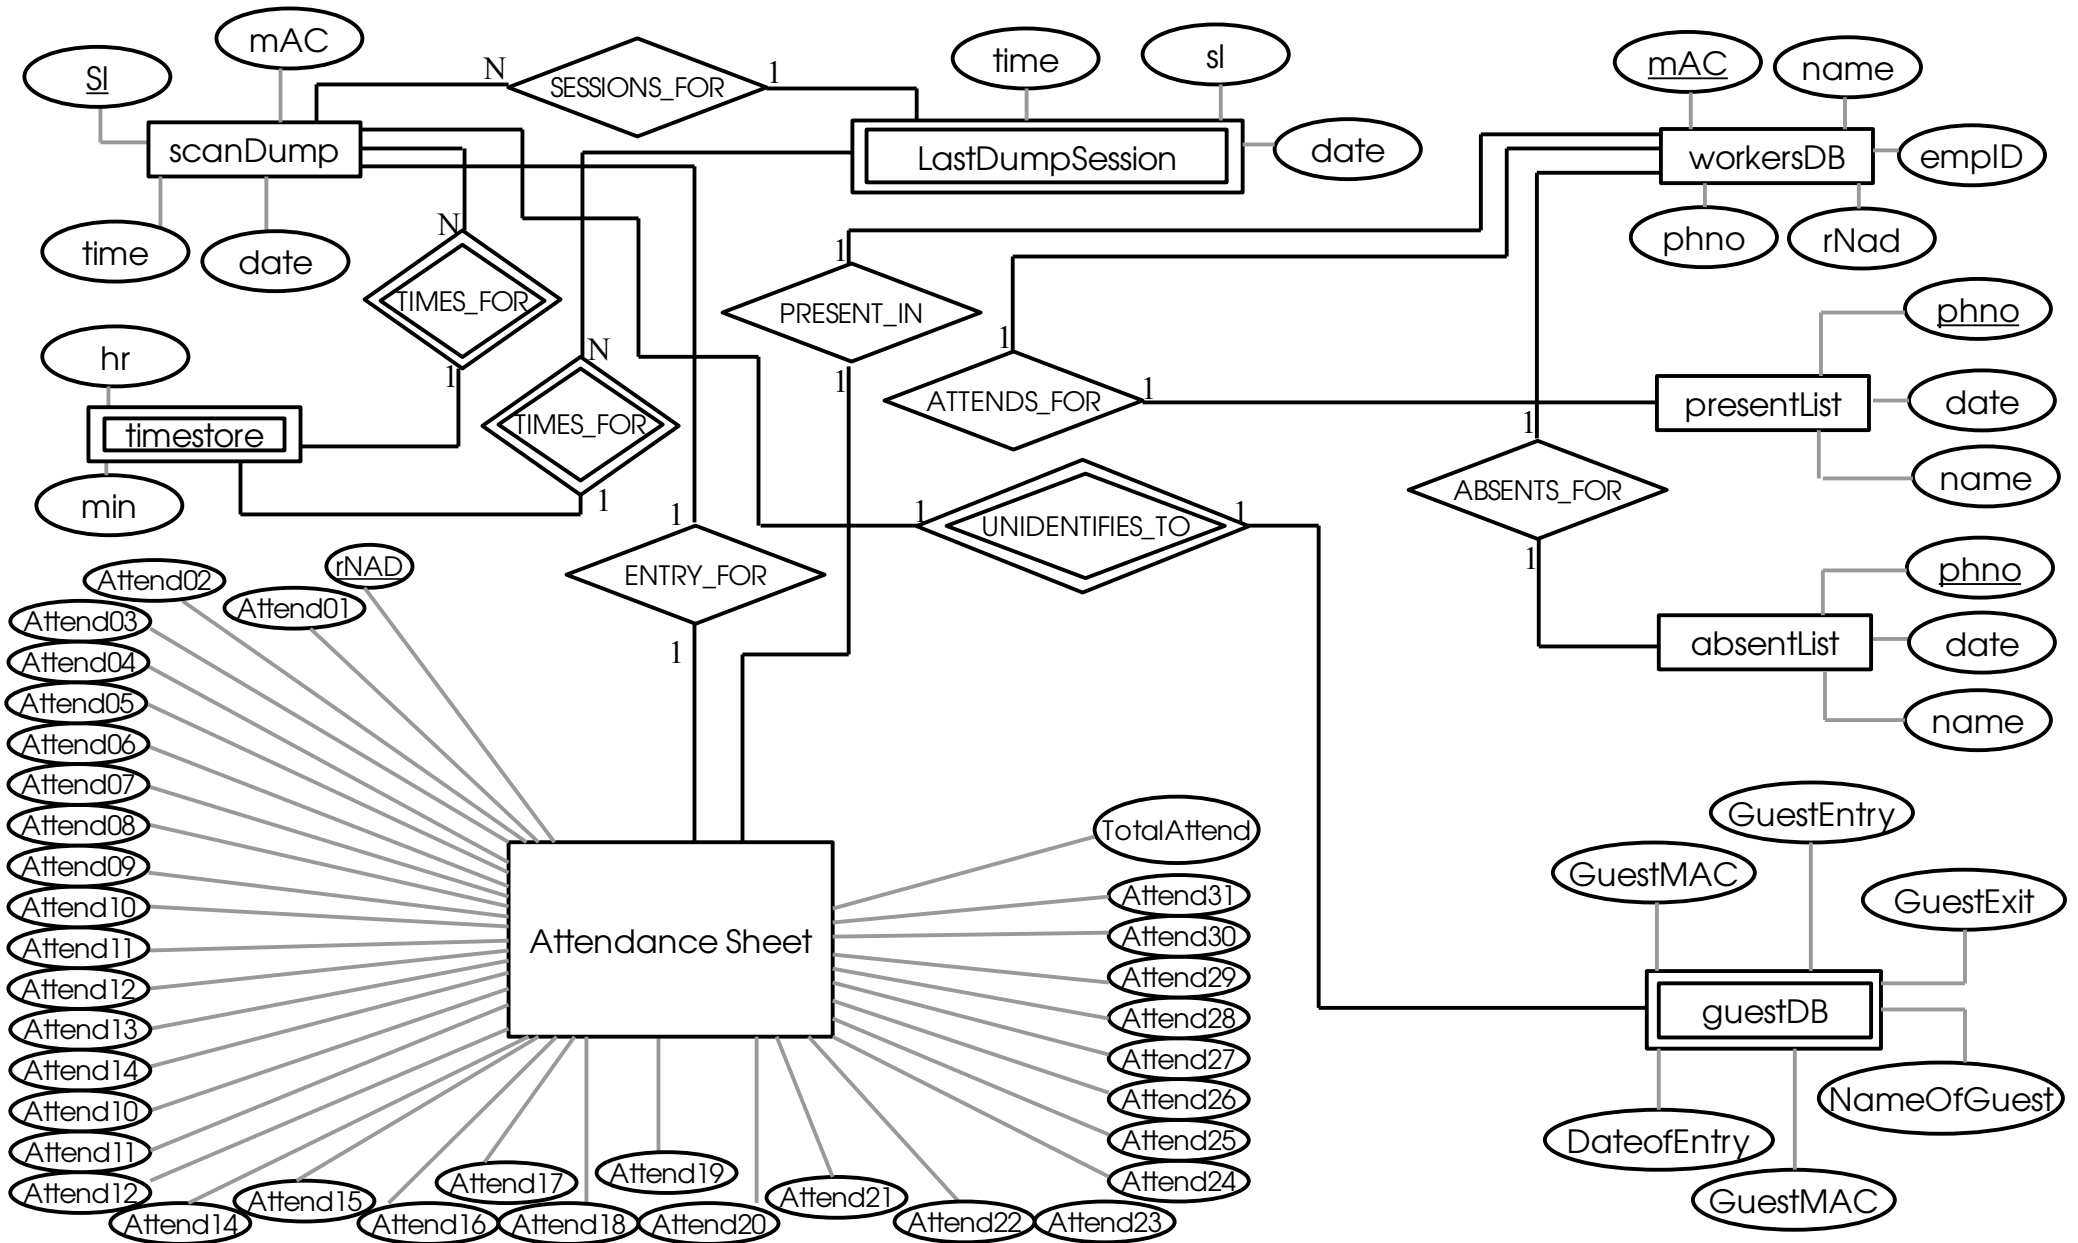 Sl
mAC
scanDump
time
date
N
SESSIONS_FOR
1
time
sl
date
LastDumpSession
mAC
name
workersDB
empID
phno
rNad
N
TIMES_FOR
1
N
TIMES_FOR
1
hr
timestore
min
1
PRESENT_IN
1
1
ATTENDS_FOR
1
phno
presentList
date
name
1
ABSENTS_FOR
1
phno
absentList
date
name
1
ENTRY_FOR
1
1
UNIDENTIFIES_TO
1
rNAD
Attend01
Attend02
Attend03
Attend04
Attend05
Attend06
Attend07
Attend08
Attend09
Attend10
Attend11
Attend12
Attend13
Attend14
Attend10
Attend11
Attend12
Attend14
Attend15
Attend16
Attend17
Attend18
Attend19
Attend20
Attend21
Attend22
Attend23
Attend24
Attend25
Attend26
Attend27
Attend28
Attend29
Attend30
Attend31
TotalAttend
Attendance Sheet
GuestEntry
GuestMAC
GuestExit
guestDB
NameOfGuest
DateofEntry
GuestMAC